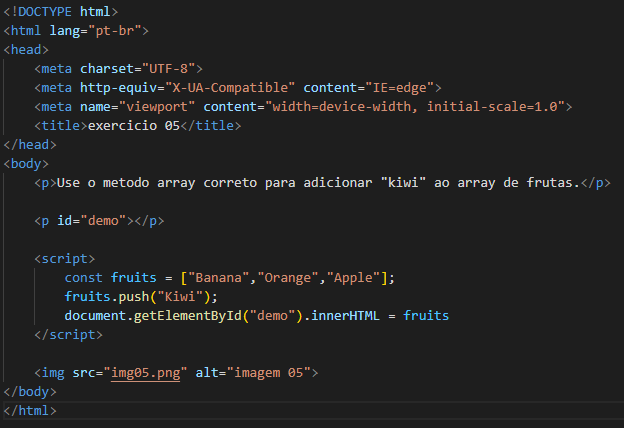 <!DOCTYPE html>
<html lang="pt-br">
<head>
    <meta charset="UTF-8">
    <meta http-equiv="X-UA-Compatible" content="IE=edge">
    <meta name="viewport" content="width=device-width, initial-scale=1.0">
    <title>exercicio 05</title>
</head>
<body>
    <p>Use o metodo array correto para adicionar "kiwi" ao array de frutas.</p>

    <p id="demo"></p>

    <script>
        const fruits = ["Banana","Orange","Apple"];
        fruits.push("Kiwi");
        document.getElementById("demo").innerHTML = fruits
    </script>

    <img src="img05.png" alt="imagem 05">
</body>
</html>